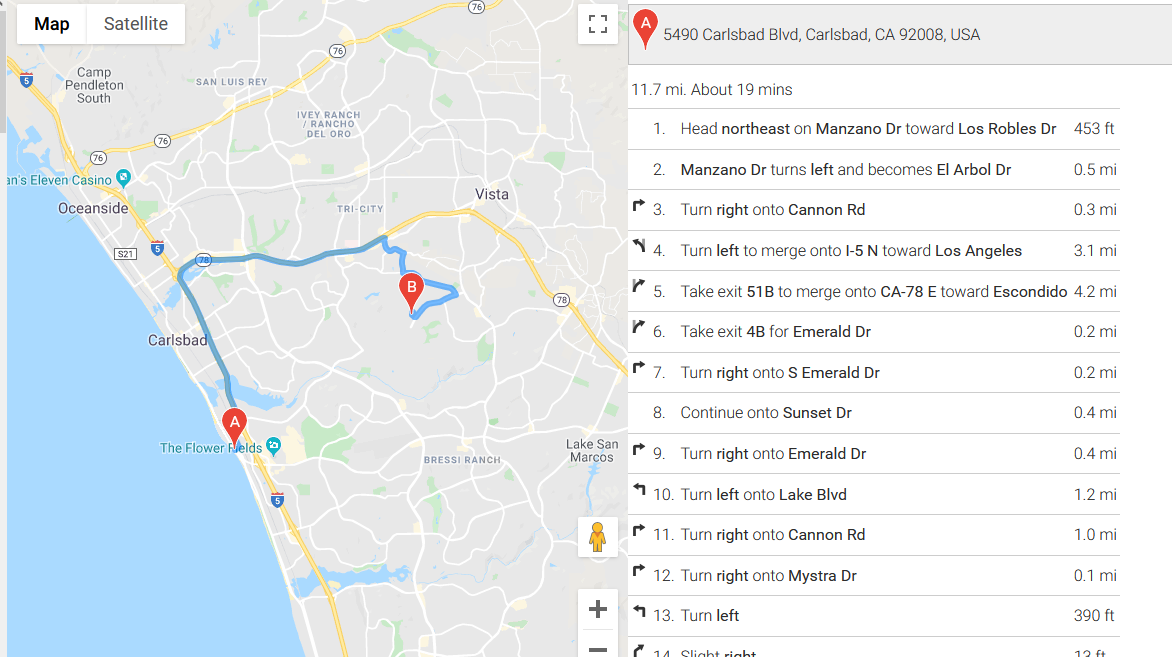 Map
Satellite
76
76
5
Camp
Pendleton
South
SAN LUIS REY
IVEY RANCH
/ RANCHO
DEL ORO
76
76
an's Eleven Casino
Vista
Oceanside
TRI-CITY
S21
5
78
B
78
Carlsbad
A
The Flower Fields
Lake San
Marcos
BRESSI RANCH
5
+
−
A
5490 Carlsbad Blvd, Carlsbad, CA 92008, USA
11.7 mi. About 19 mins
1. Head northeast on Manzano Dr toward Los Robles Dr 453 ft
2. Manzano Dr turns left and becomes El Arbol Dr 0.5 mi
3. Turn right onto Cannon Rd 0.3 mi
4. Turn left to merge onto I-5 N toward Los Angeles 3.1 mi
5. Take exit 51B to merge onto CA-78 E toward Escondido 4.2 mi
6. Take exit 4B for Emerald Dr 0.2 mi
7. Turn right onto S Emerald Dr 0.2 mi
8. Continue onto Sunset Dr 0.4 mi
9. Turn right onto Emerald Dr 0.4 mi
10. Turn left onto Lake Blvd 1.2 mi
11. Turn right onto Cannon Rd 1.0 mi
12. Turn right onto Mystra Dr 0.1 mi
13. Turn left 390 ft
14. Slight right 13 ft